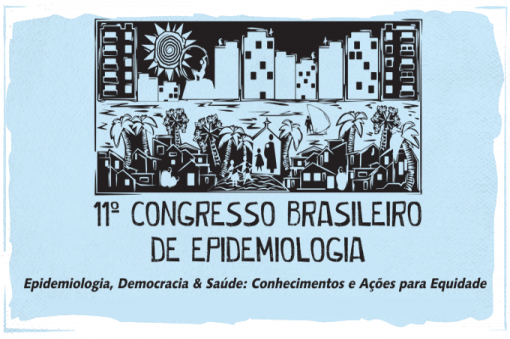 11º CONGRESSO BRASILEIRO
DE EPIDEMIOLOGIA
Epidemiologia, Democracia & Saúde: Conhecimentos e Ações para Equidade